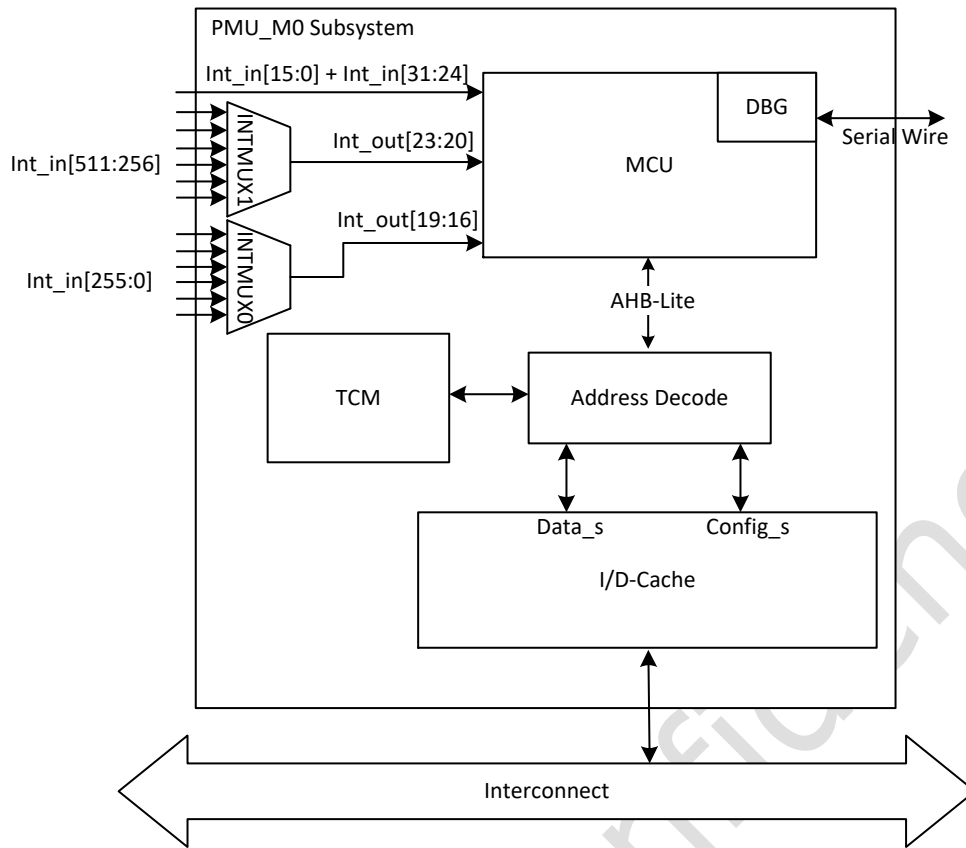 PMU_M0 Subsystem
Int_in[15:0] + Int_in[31:24]
DBG
Serial Wire
INTMUX1
Int_out[23:20]
MCU
Int_in[511:256]
Int_out[19:16]
INTMUX0
Int_in[255:0]
AHB-Lite
TCM
Address Decode
Data_s
Config_s
I/D-Cache
Interconnect